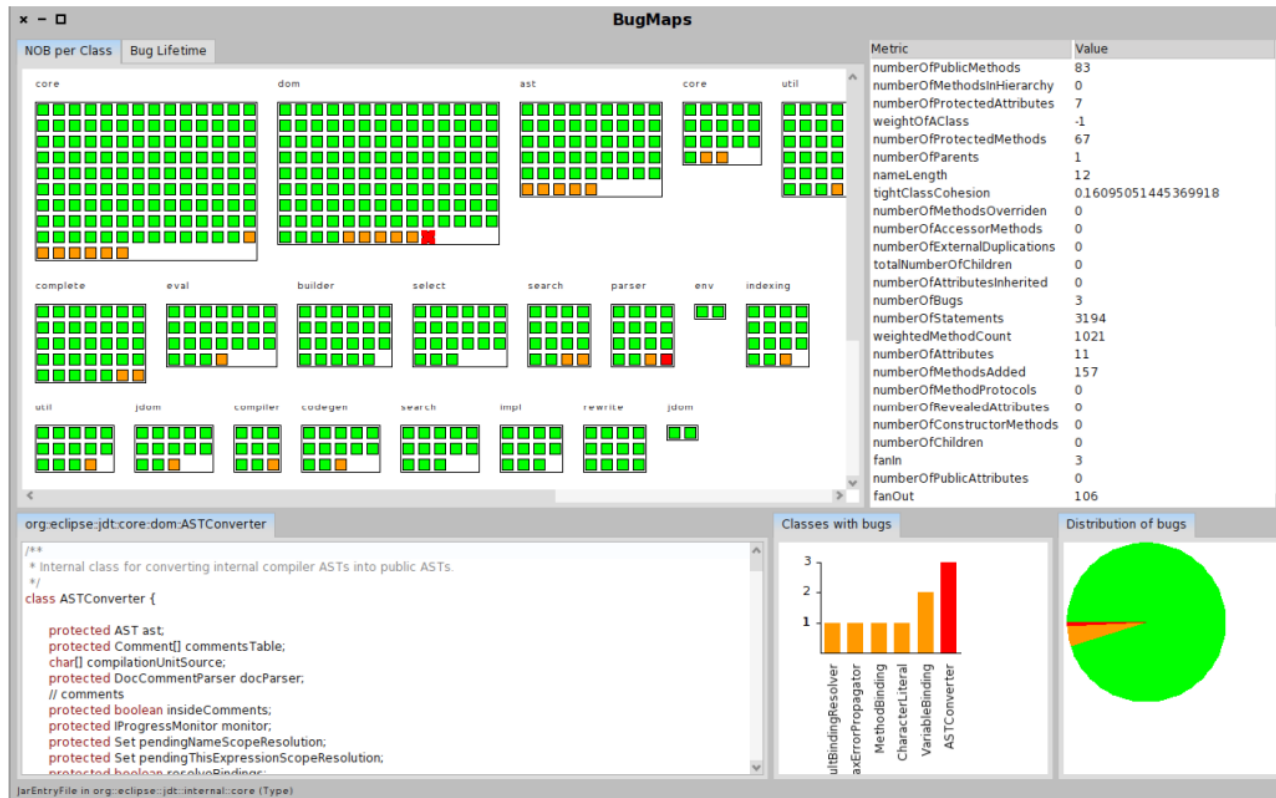 BugMaps
NOB per Class Bug Lifetime
core dom ast core util
complete eval builder select search parser env indexing
util jdom compiler codegen search impl rewrite jdom
Metric Value
numberOfPublicMethods 83
numberOfMethodsInHierarchy 0
numberOfProtectedAttributes 7
weightOfAClass -1
numberOfProtectedMethods 67
numberOfParents 1
nameLength 12
tightClassCohesion 0.16095051445369918
numberOfMethodsOverriden 0
numberOfAccessorMethods 0
numberOfExternalDuplications 0
totalNumberOfChildren 0
numberOfAttributesInherited 0
numberOfBugs 3
numberOfStatements 3194
weightedMethodCount 1021
numberOfAttributes 11
numberOfMethodsAdded 157
numberOfMethodProtocols 0
numberOfRevealedAttributes 0
numberOfConstructorMethods 0
numberOfChildren 0
fanIn 3
numberOfPublicAttributes 0
fanOut 106
org::eclipse::jdt::core::dom::ASTConverter
/**
* Internal class for converting internal compiler ASTs into public ASTs.
*/
class ASTConverter {
protected AST ast;
protected Comment[] commentsTable;
char[] compilationUnitSource;
protected DocCommentParser docParser;
// comments
protected boolean insideComments;
protected IProgressMonitor monitor;
protected Set pendingNameScopeResolution;
protected Set pendingThisExpressionScopeResolution;
protected boolean resolveBindings;
Classes with bugs
3
2
1
ultBindingResolver
axErrorPropagator
MethodBinding
CharacterLiteral
VariableBinding
ASTConverter
Distribution of bugs
JarEntryFile in org::eclipse::jdt::internal::core (Type)